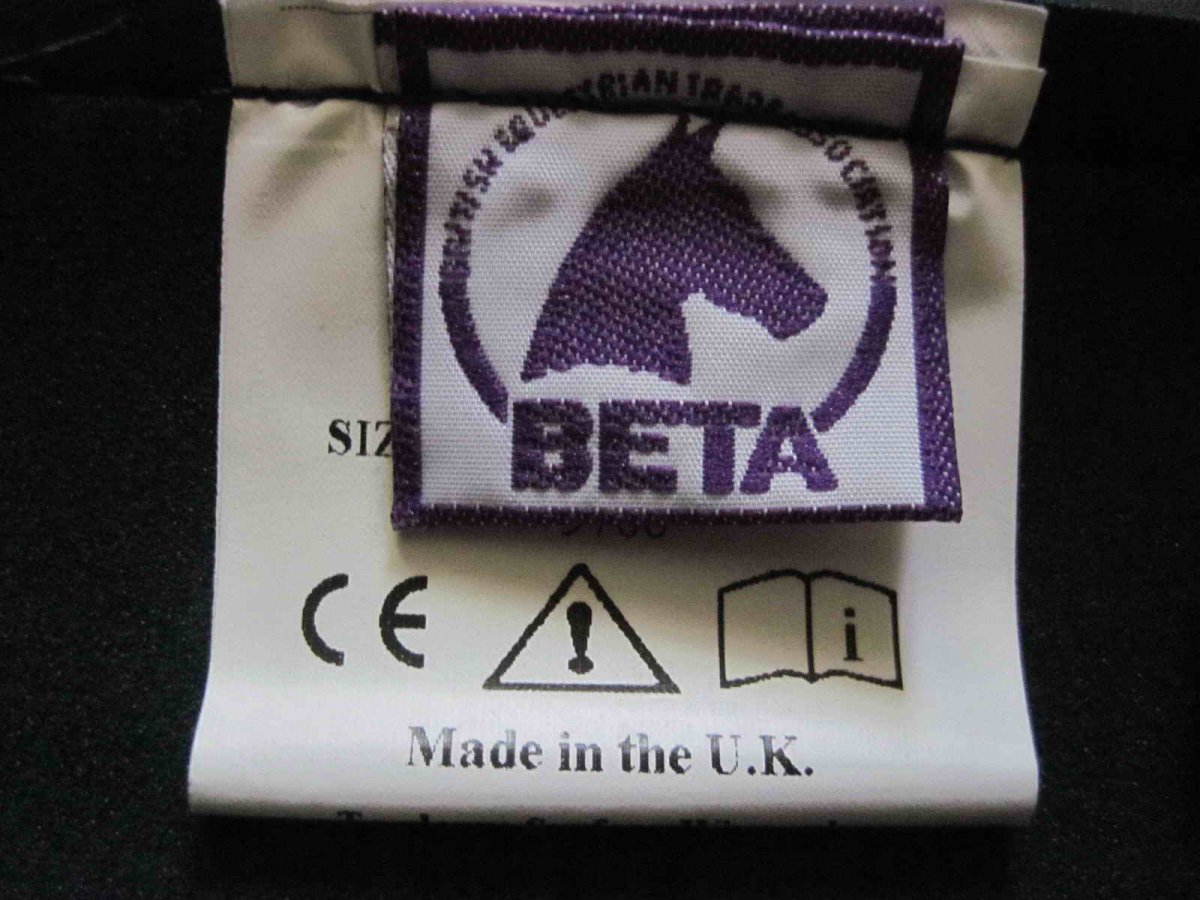 BRITISH EQUESTRIAN TRADE ASSOCIATION
BETA
SIZ
CE
i
Made in the U.K.